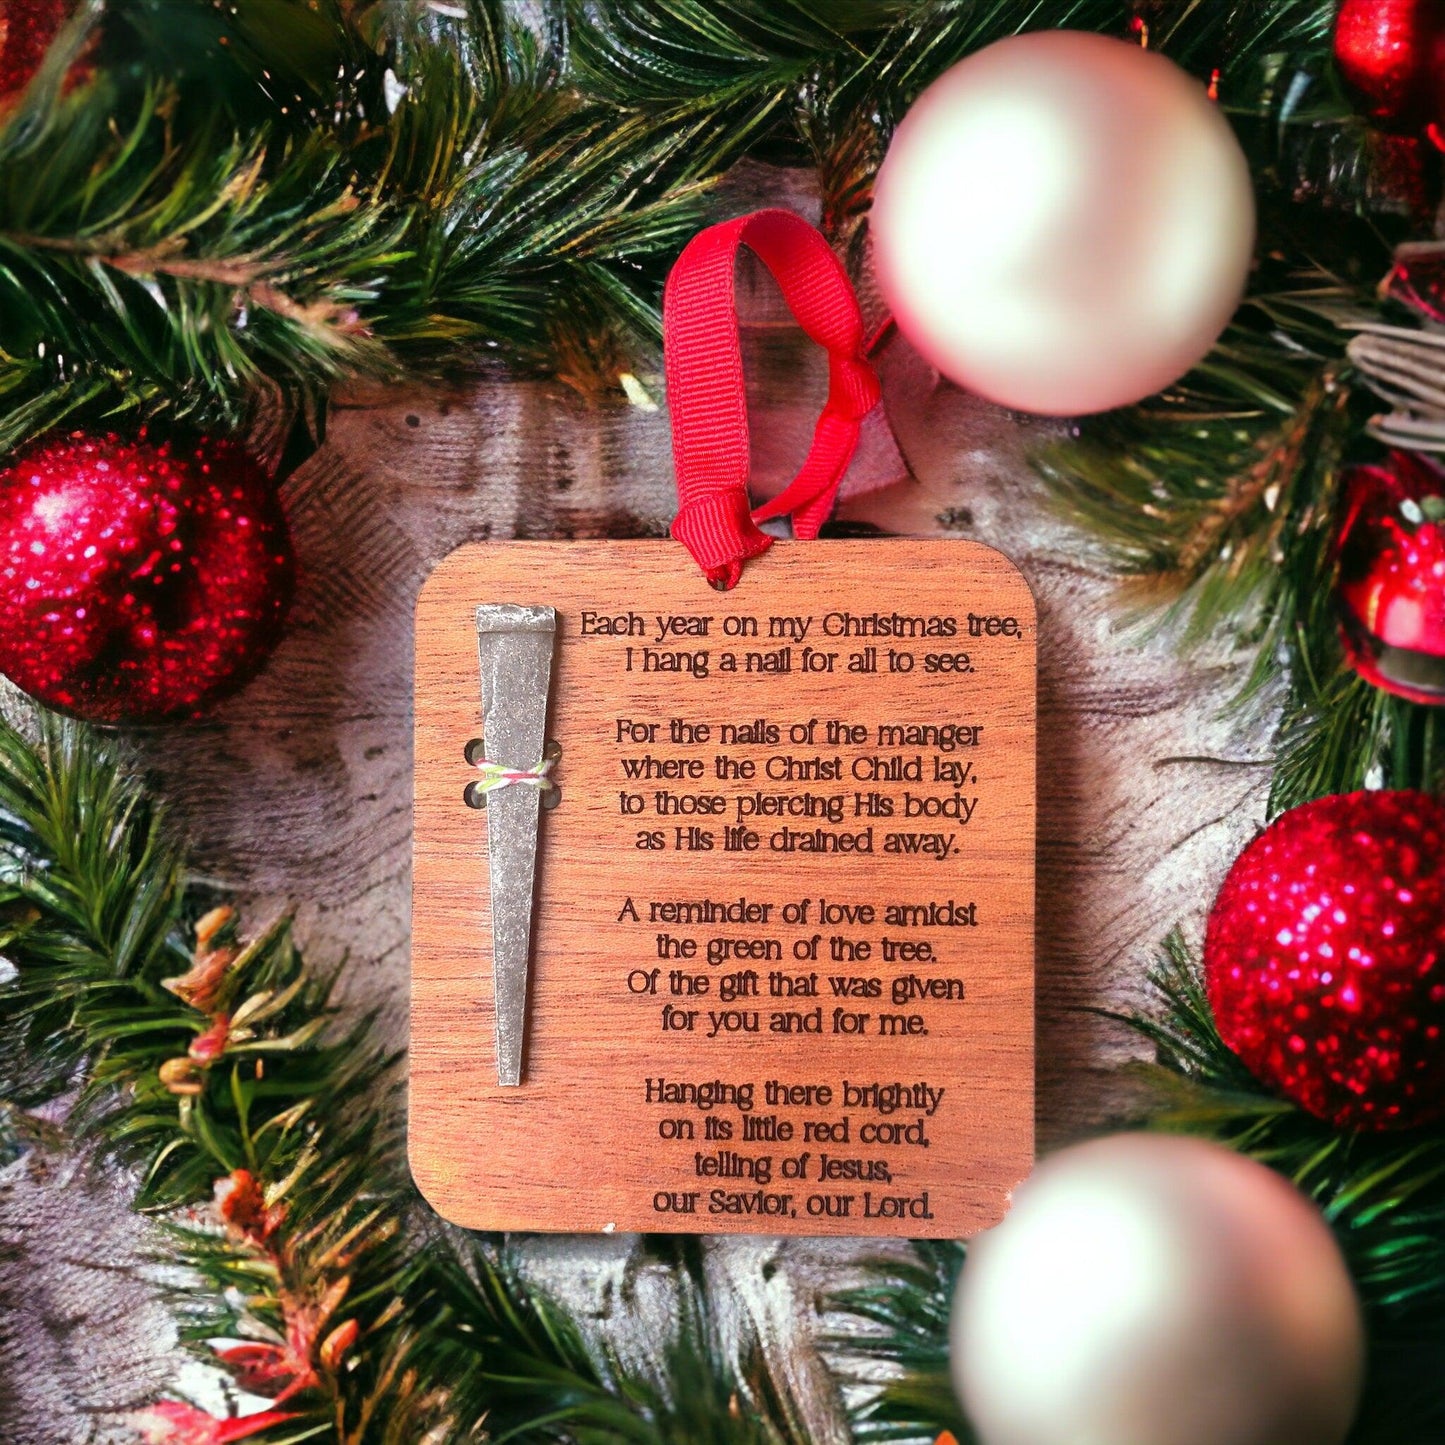 Each year on my Christmas tree,
I hang a nail for all to see.
For the nails of the manger
where the Christ Child lay,
to those piercing His body
as His life drained away.
A reminder of love amidst
the green of the tree.
Of the gift that was given
for you and for me.
Hanging there brightly
on its little red cord,
telling of Jesus,
our Savior, our Lord.